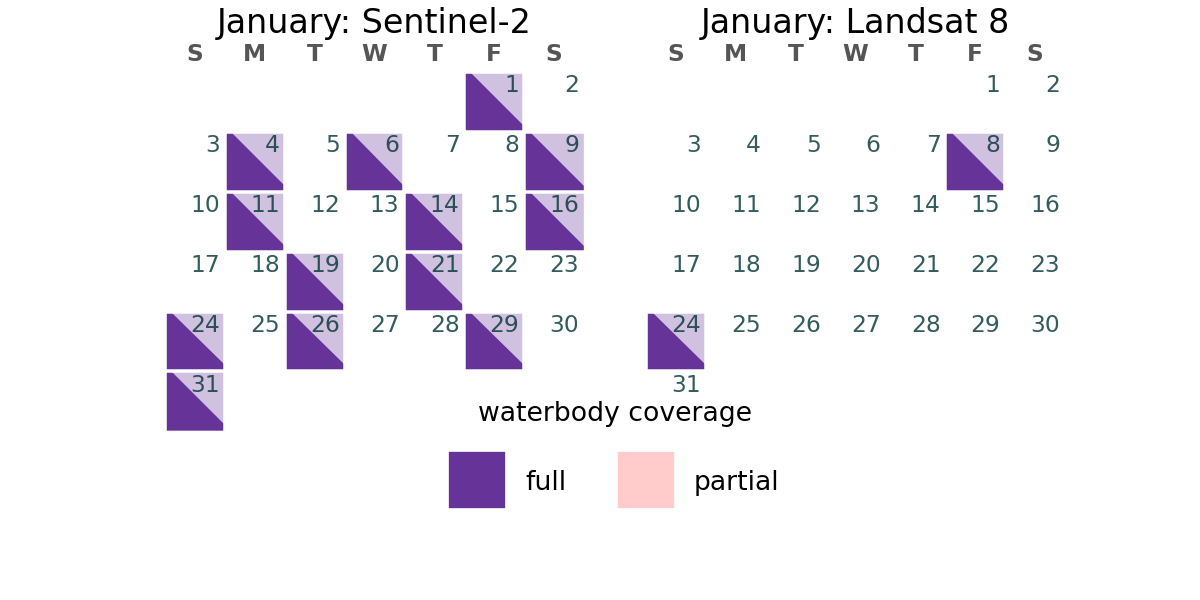 January: Sentinel-2
S M T W T F S
1 2
3 4 5 6 7 8 9
10 11 12 13 14 15 16
17 18 19 20 21 22 23
24 25 26 27 28 29 30
31
January: Landsat 8
S M T W T F S
1 2
3 4 5 6 7 8 9
10 11 12 13 14 15 16
17 18 19 20 21 22 23
24 25 26 27 28 29 30
31
waterbody coverage
full partial